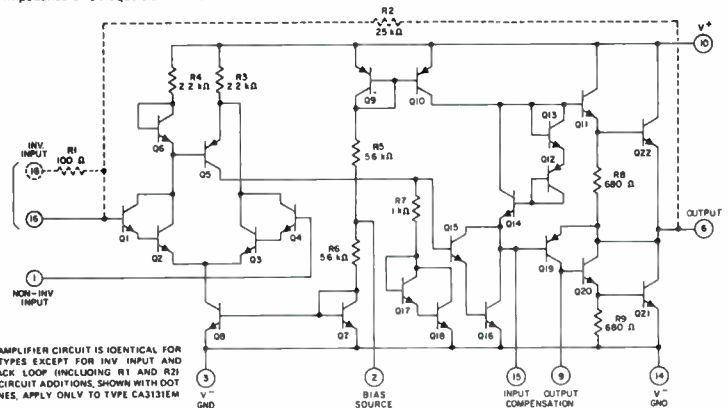 R2
25 kΩ
V+
10
R4
2.2 kΩ
R3
2.2 kΩ
Q9
Q10
Q13
Q11
Q6
Q12
Q22
INV.
INPUT
R1
100 Ω
16
Q5
R5
5.6 kΩ
R8
680 Ω
R7
1 kΩ
Q14
OUTPUT
6
16
Q1
Q2
Q3
Q4
R6
5.6 kΩ
Q15
Q19
1
NON-INV
INPUT
Q17
Q20
Q21
Q8
Q7
Q18
Q16
R9
680 Ω
AMPLIFIER CIRCUIT IS IDENTICAL FOR
TYPES EXCEPT FOR INV INPUT AND
ACK LOOP (INCLUDING R1 AND R2)
CIRCUIT ADDITIONS, SHOWN WITH DOT
NES, APPLY ONLY TO TYPE CA3131EM
3
V−
GND
2
BIAS
SOURCE
15
INPUT
9
OUTPUT
COMPENSATION
14
V−
GND